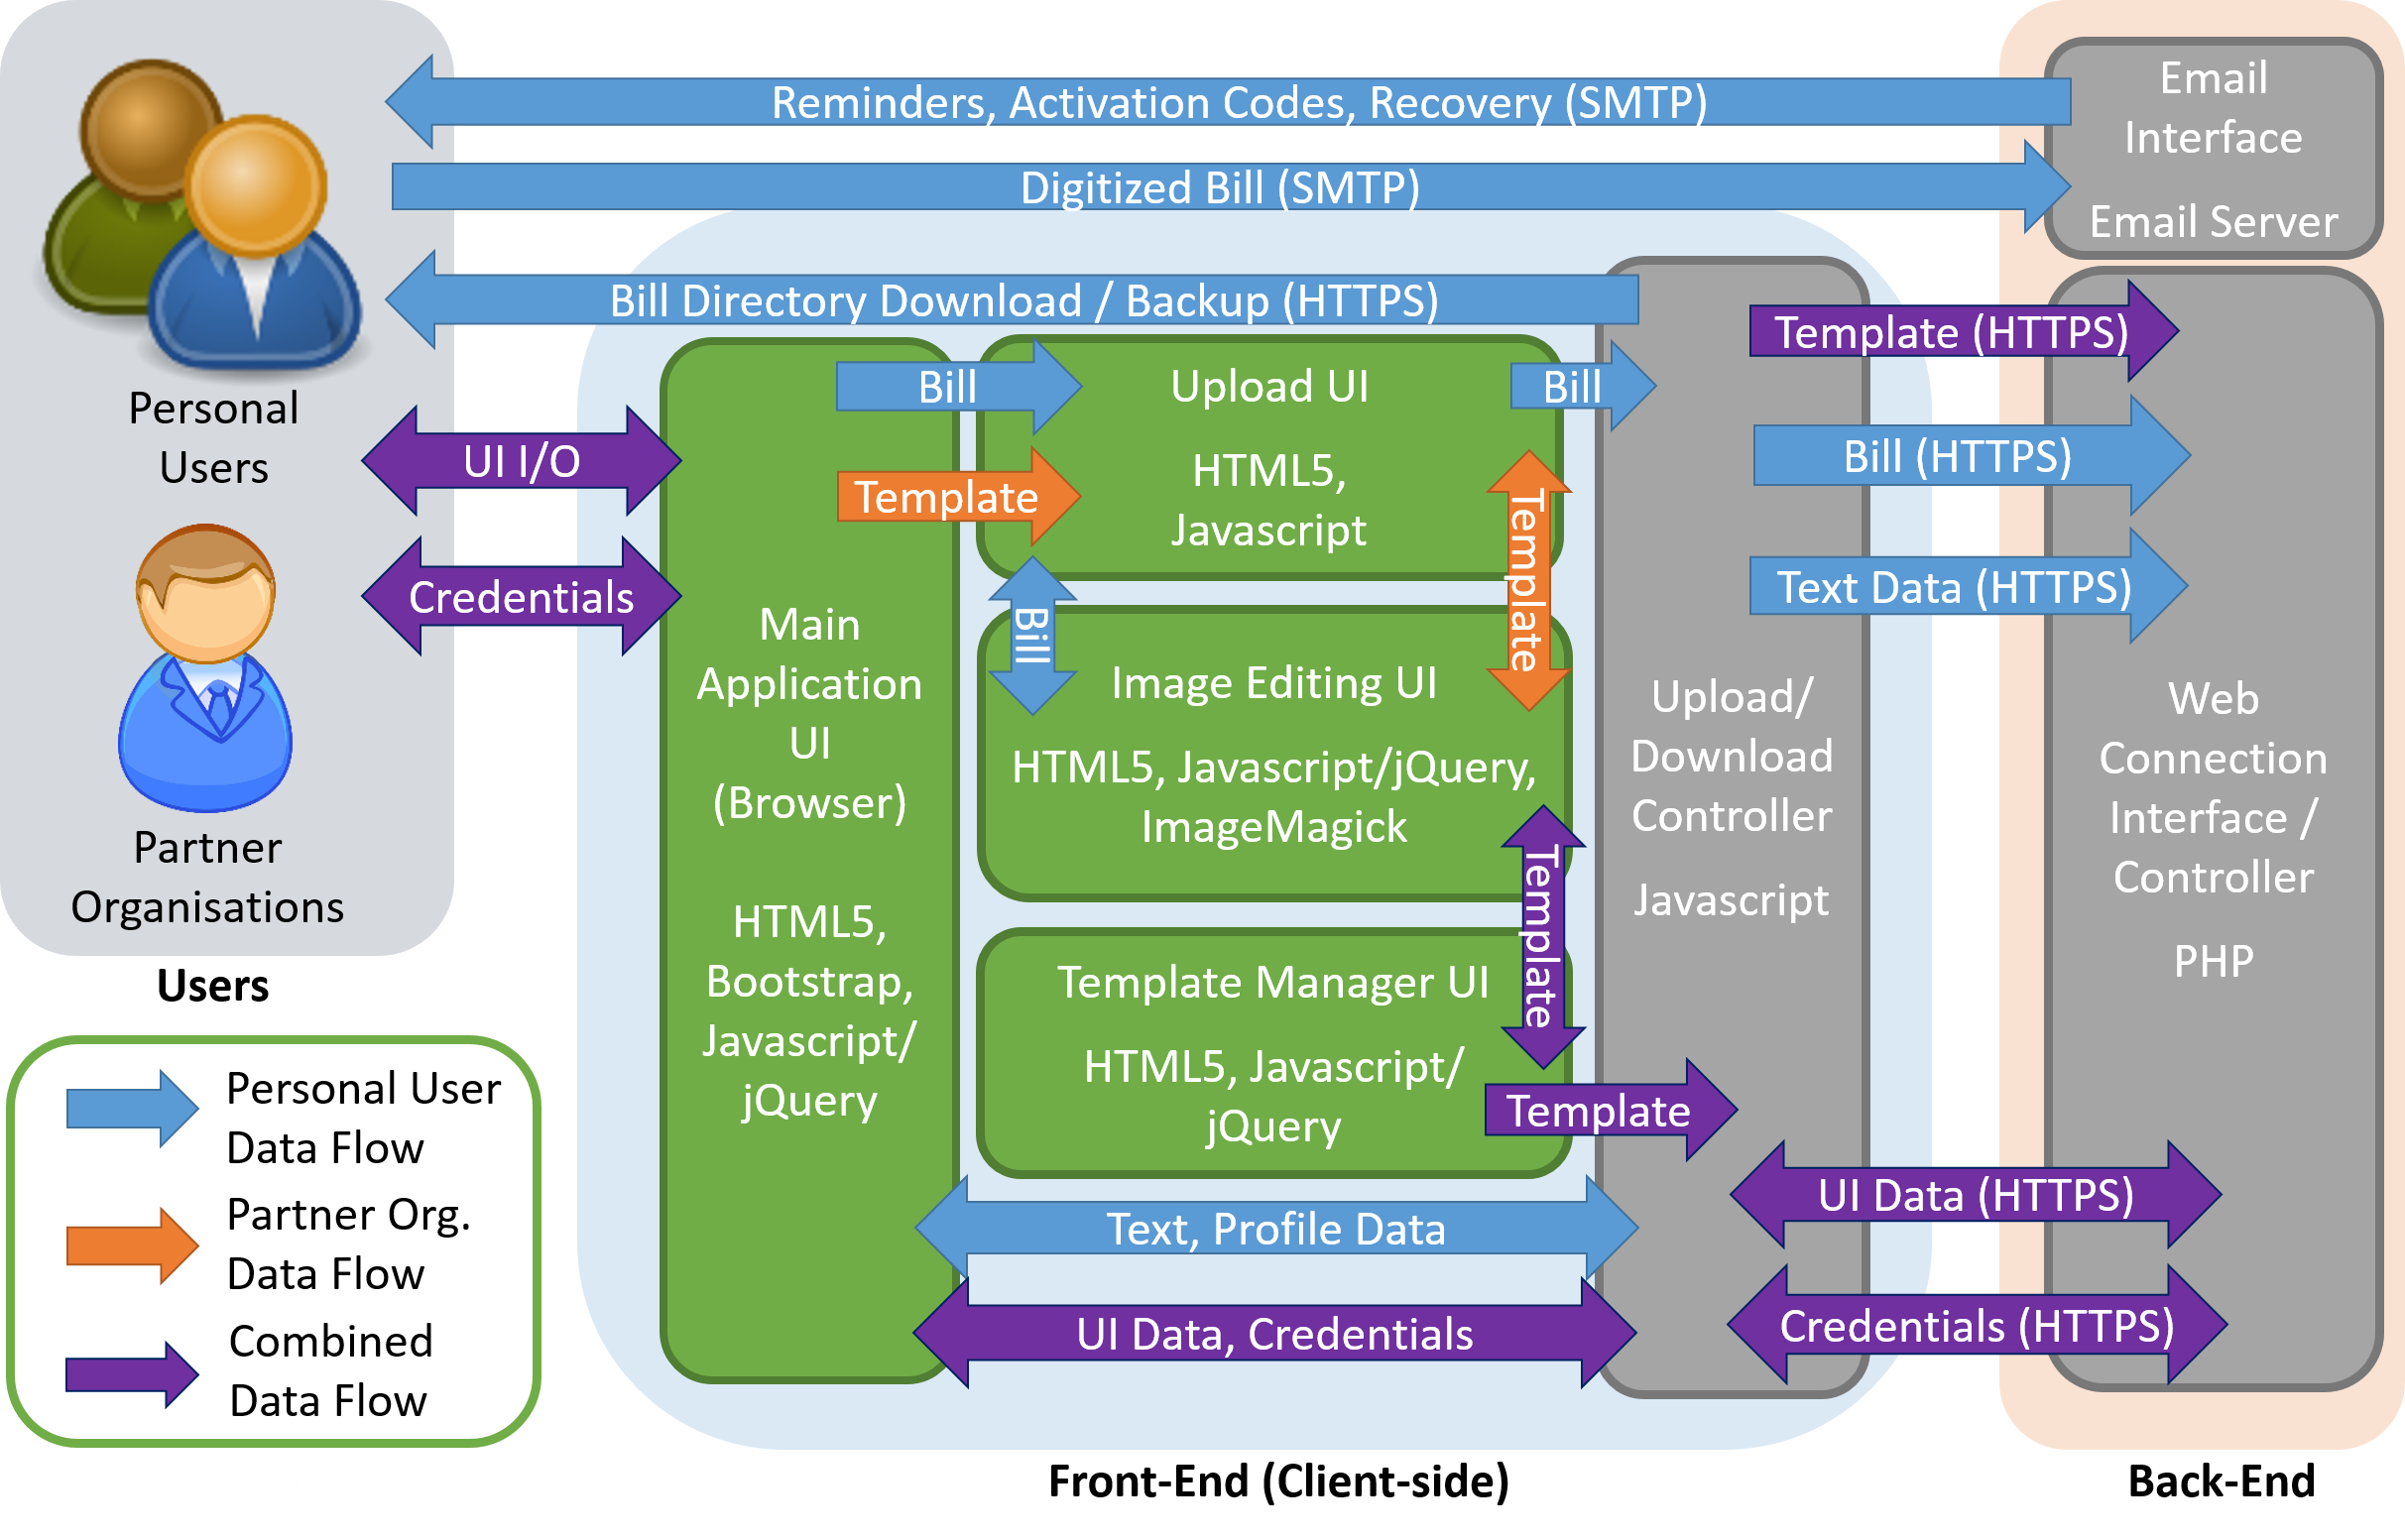 Reminders, Activation Codes, Recovery (SMTP)
Digitized Bill (SMTP)
Bill Directory Download / Backup (HTTPS)
Email
Interface
Email Server
Personal
Users
UI I/O
Credentials
Partner
Organisations
Users
Personal User
Data Flow
Partner Org.
Data Flow
Combined
Data Flow
Main
Application
UI
(Browser)
HTML5,
Bootstrap,
Javascript/
jQuery
Bill
Template
Upload UI
HTML5,
Javascript
Bill
Template
Bill
Image Editing UI
HTML5, Javascript/jQuery,
ImageMagick
Template
Template Manager UI
HTML5, Javascript/
jQuery
Template
Text, Profile Data
UI Data, Credentials
Upload/
Download
Controller
Javascript
Template (HTTPS)
Bill (HTTPS)
Text Data (HTTPS)
Web
Connection
Interface /
Controller
PHP
UI Data (HTTPS)
Credentials (HTTPS)
Front-End (Client-side)
Back-End